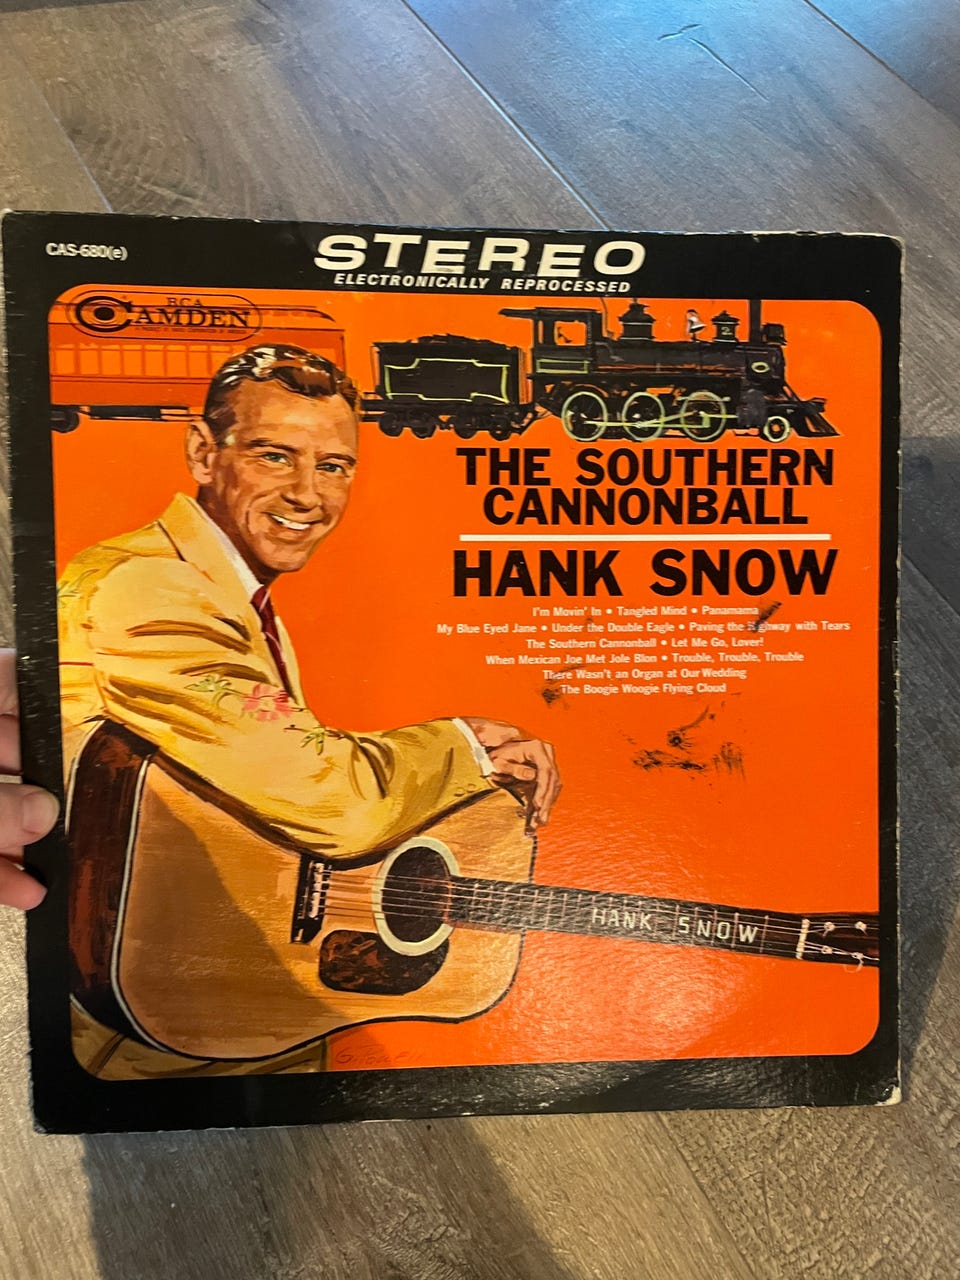 CAS-680(e)
STEREO
ELECTRONICALLY REPROCESSED
RCA
CAMDEN
THE SOUTHERN
CANNONBALL
HANK SNOW
I'm Movin' In • Tangled Mind • Panamama
My Blue Eyed Jane • Under the Double Eagle • Paving the Highway with Tears
The Southern Cannonball • Let Me Go, Lover!
When Mexican Joe Met Jole Blon • Trouble, Trouble, Trouble
There Wasn't an Organ at Our Wedding
The Boogie Woogie Flying Cloud
HANK SNOW